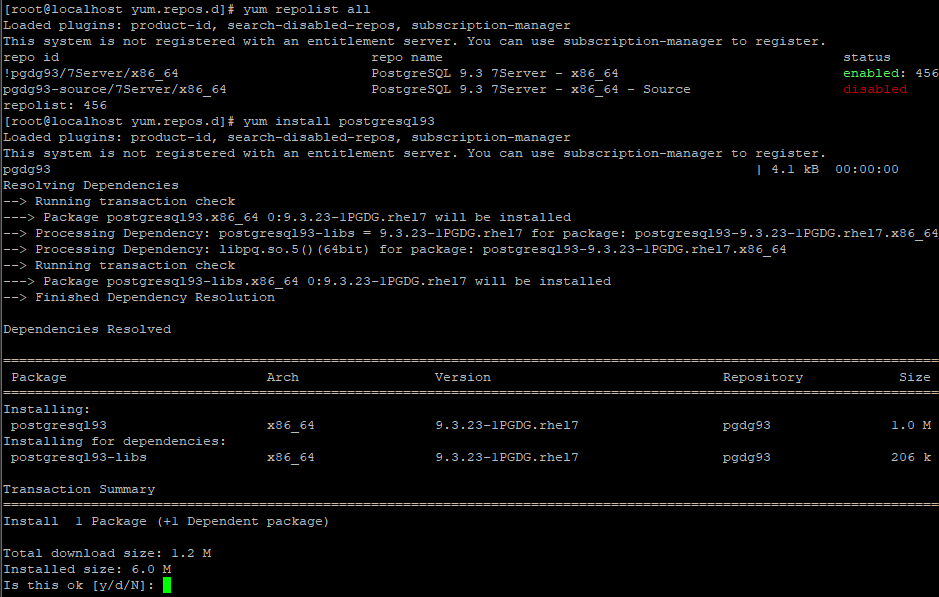 [root@localhost yum.repos.d]# yum repolist all
Loaded plugins: product-id, search-disabled-repos, subscription-manager
This system is not registered with an entitlement server. You can use subscription-manager to register.
repo id repo name status
!pgdg93/7Server/x86_64 PostgreSQL 9.3 7Server - x86_64 enabled: 456
pgdg93-source/7Server/x86_64 PostgreSQL 9.3 7Server - x86_64 - Source disabled
repolist: 456
[root@localhost yum.repos.d]# yum install postgresql93
Loaded plugins: product-id, search-disabled-repos, subscription-manager
This system is not registered with an entitlement server. You can use subscription-manager to register.
pgdg93 | 4.1 kB 00:00:00
Resolving Dependencies
--> Running transaction check
---> Package postgresql93.x86_64 0:9.3.23-1PGDG.rhel7 will be installed
--> Processing Dependency: postgresql93-libs = 9.3.23-1PGDG.rhel7 for package: postgresql93-9.3.23-1PGDG.rhel7.x86_64
--> Processing Dependency: libpq.so.5()(64bit) for package: postgresql93-9.3.23-1PGDG.rhel7.x86_64
--> Running transaction check
---> Package postgresql93-libs.x86_64 0:9.3.23-1PGDG.rhel7 will be installed
--> Finished Dependency Resolution
Dependencies Resolved
Package Arch Version Repository Size
Installing:
postgresql93 x86_64 9.3.23-1PGDG.rhel7 pgdg93 1.0 M
Installing for dependencies:
postgresql93-libs x86_64 9.3.23-1PGDG.rhel7 pgdg93 206 k
Transaction Summary
Install 1 Package (+1 Dependent package)
Total download size: 1.2 M
Installed size: 6.0 M
Is this ok [y/d/N]: